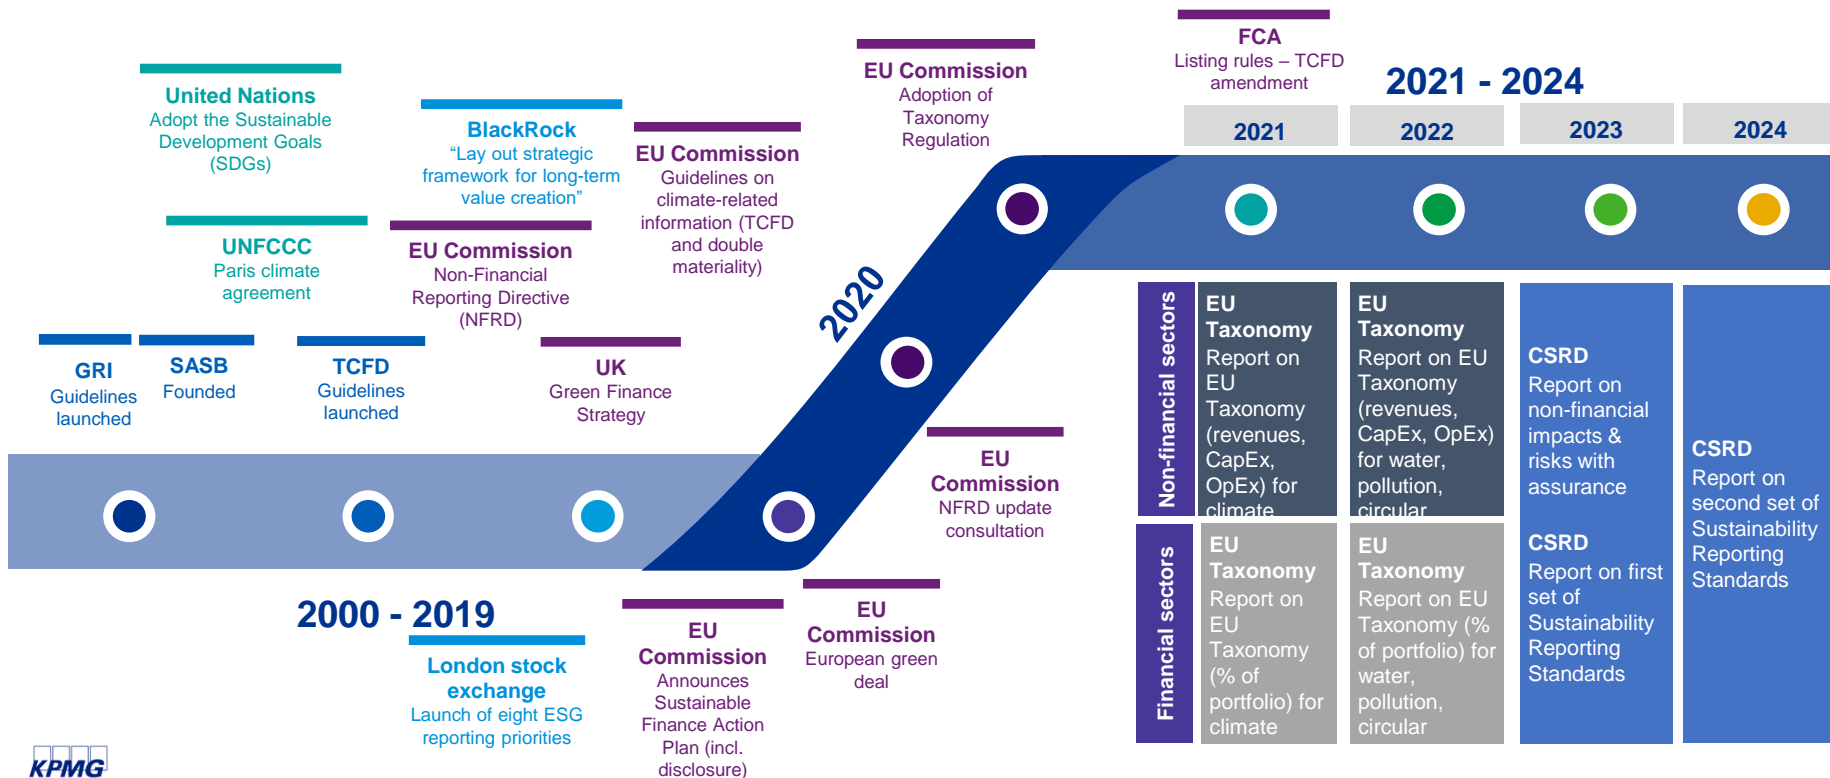 United Nations
Adopt the Sustainable
Development Goals
(SDGs)
BlackRock
“Lay out strategic
framework for long-term
value creation”
EU Commission
Guidelines on
climate-related
information (TCFD
and double
materiality)
EU Commission
Adoption of
Taxonomy
Regulation
FCA
Listing rules – TCFD
amendment
2021 - 2024
2021
2022
2023
2024
UNFCCC
Paris climate
agreement
EU Commission
Non-Financial
Reporting Directive
(NFRD)
GRI
Guidelines
launched
SASB
Founded
TCFD
Guidelines
launched
UK
Green Finance
Strategy
2020
EU
Commission
NFRD update
consultation
2000 - 2019
London stock
exchange
Launch of eight ESG
reporting priorities
EU
Commission
Announces
Sustainable
Finance Action
Plan (incl.
disclosure)
EU
Commission
European green
deal
Non-financial sectors
EU
Taxonomy
Report on
EU
Taxonomy
(revenues,
CapEx,
OpEx) for
climate
EU
Taxonomy
Report on EU
Taxonomy
(revenues,
CapEx, OpEx)
for water,
pollution,
circular
Financial sectors
EU
Taxonomy
Report on
EU
Taxonomy
(% of
portfolio) for
climate
EU
Taxonomy
Report on EU
Taxonomy (%
of portfolio) for
water,
pollution,
circular
CSRD
Report on
non-financial
impacts &
risks with
assurance
CSRD
Report on first
set of
Sustainability
Reporting
Standards
CSRD
Report on
second set of
Sustainability
Reporting
Standards
KPMG